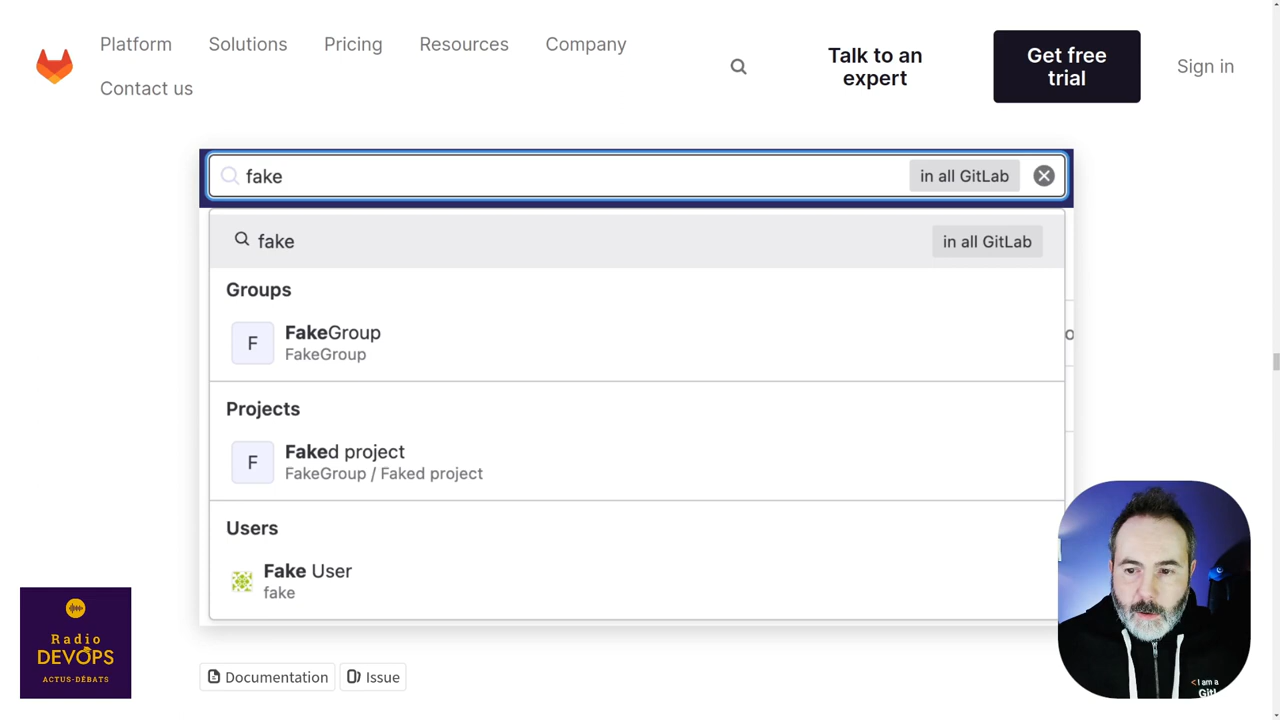 Platform
Solutions
Pricing
Resources
Company
Contact us
Talk to an
expert
Get free
trial
Sign in
fake
in all GitLab
fake
in all GitLab
Groups
F
FakeGroup
FakeGroup
Projects
F
Faked project
FakeGroup / Faked project
Users
Fake User
fake
Documentation
Issue
Radio
DEVOPS
ACTUS-DÉBATS
<I am a